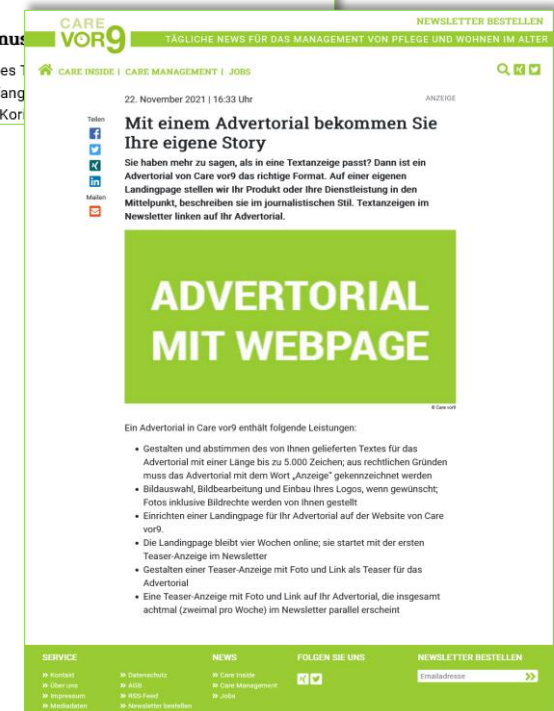 CARE
VOR9
NEWSLETTER BESTELLEN
TÄGLICHE NEWS FÜR DAS MANAGEMENT VON PFLEGE UND WOHNEN IM ALTER
CARE INSIDE | CARE MANAGEMENT | JOBS
22. November 2021 | 16:33 Uhr
ANZEIGE
Teilen
Mailen
Mit einem Advertorial bekommen Sie
Ihre eigene Story
Sie haben mehr zu sagen, als in eine Textanzeige passt? Dann ist ein
Advertorial von Care vor9 das richtige Format. Auf einer eigenen
Landingpage stellen wir Ihr Produkt oder Ihre Dienstleistung in den
Mittelpunkt, beschreiben sie im journalistischen Stil. Textanzeigen im
Newsletter linken auf Ihr Advertorial.
ADVERTORIAL
MIT WEBPAGE
© Care vor9
Ein Advertorial in Care vor9 enthält folgende Leistungen:
• Gestalten und abstimmen des von Ihnen gelieferten Textes für das
Advertorial mit einer Länge bis zu 5.000 Zeichen; aus rechtlichen Gründen
muss das Advertorial mit dem Wort „Anzeige" gekennzeichnet werden
• Bildauswahl, Bildbearbeitung und Einbau Ihres Logos, wenn gewünscht;
Fotos inklusive Bildrechte werden von Ihnen gestellt
• Einrichten einer Landingpage für Ihr Advertorial auf der Website von Care
vor9.
• Die Landingpage bleibt vier Wochen online; sie startet mit der ersten
Teaser-Anzeige im Newsletter
• Gestalten einer Teaser-Anzeige mit Foto und Link als Teaser für das
Advertorial
• Eine Teaser-Anzeige mit Foto und Link auf Ihr Advertorial, die insgesamt
achtmal (zweimal pro Woche) im Newsletter parallel erscheint
SERVICE
» Kontakt
» Über uns
» Impressum
» Mediadaten
» Datenschutz
» AGB
» RSS-Feed
» Newsletter bestellen
NEWS
» Care Inside
» Care Management
» Jobs
FOLGEN SIE UNS
NEWSLETTER BESTELLEN
Emailadresse